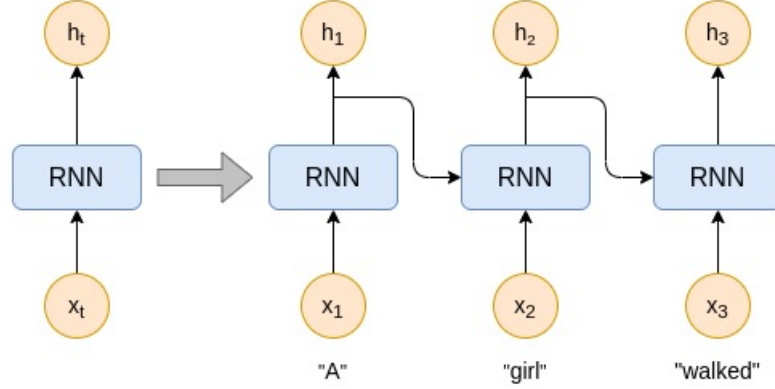 hₜ h₁ h₂ h₃
RNN RNN RNN RNN
xₜ x₁ x₂ x₃
"A" "girl" "walked"